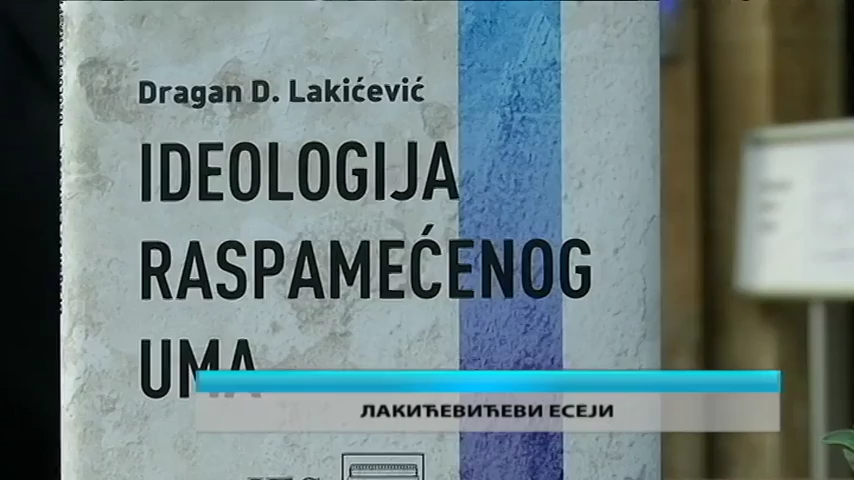 Dragan D. Lakićević
IDEOLOGIJA
RASPAMEĆENOG
UMA
ЛАКИЋЕВИЋЕВИ ЕСЕЈИ